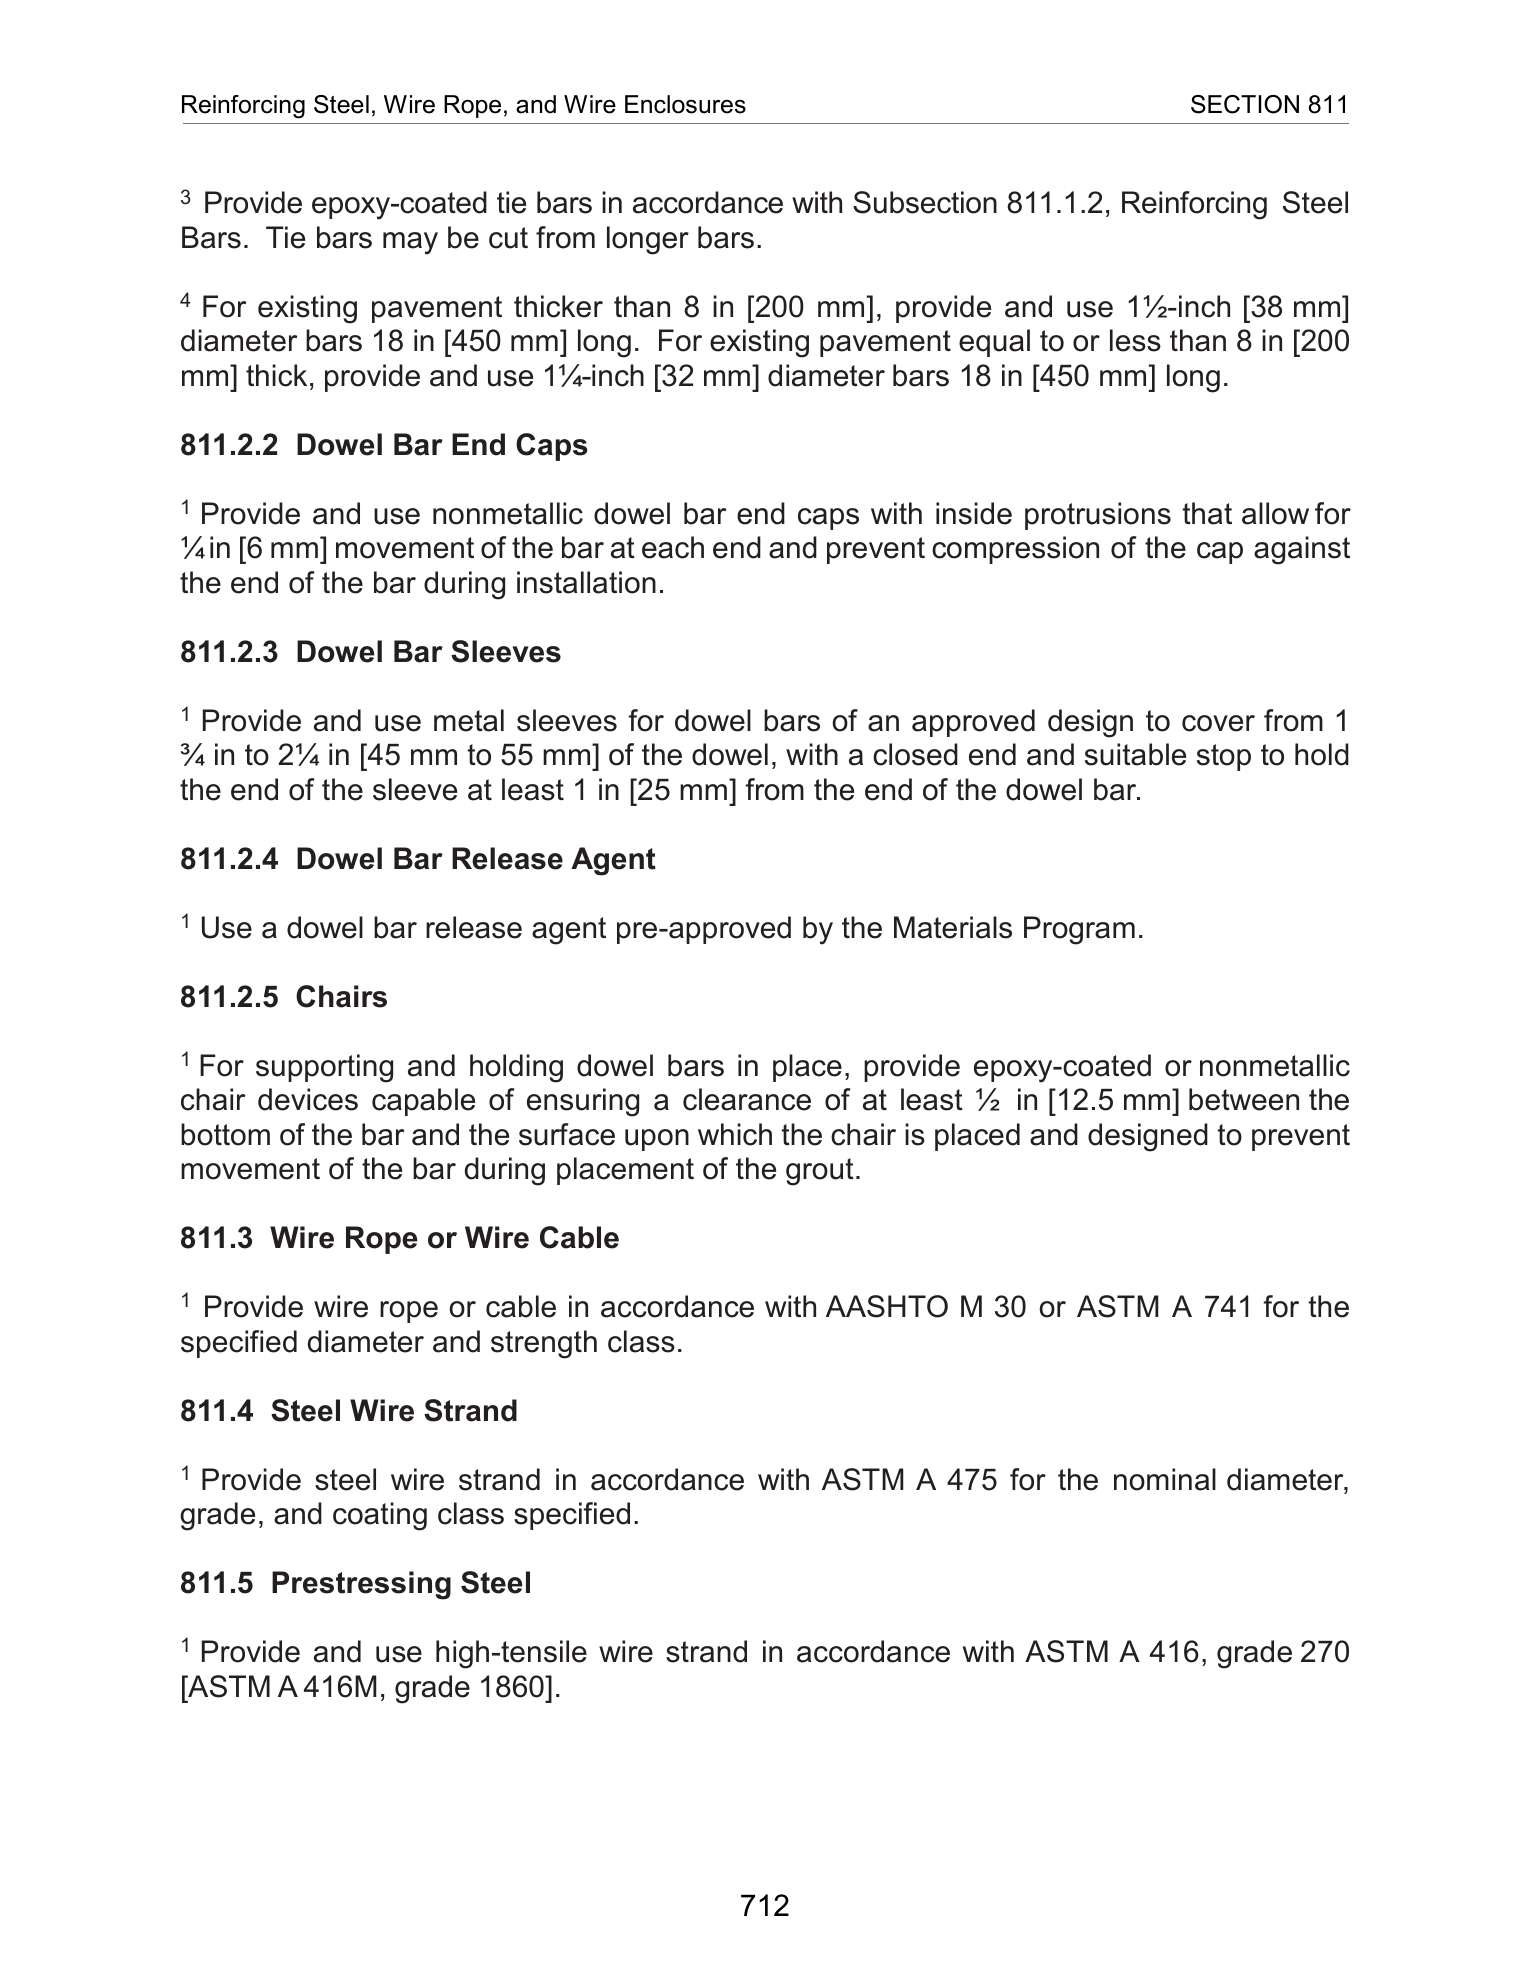 Reinforcing Steel, Wire Rope, and Wire Enclosures SECTION 811
3 Provide epoxy-coated tie bars in accordance with Subsection 811.1.2, Reinforcing Steel
Bars. Tie bars may be cut from longer bars.
4 For existing pavement thicker than 8 in [200 mm], provide and use 1½-inch [38 mm]
diameter bars 18 in [450 mm] long. For existing pavement equal to or less than 8 in [200
mm] thick, provide and use 1¼-inch [32 mm] diameter bars 18 in [450 mm] long.
811.2.2 Dowel Bar End Caps
1 Provide and use nonmetallic dowel bar end caps with inside protrusions that allow for
¼ in [6 mm] movement of the bar at each end and prevent compression of the cap against
the end of the bar during installation.
811.2.3 Dowel Bar Sleeves
1 Provide and use metal sleeves for dowel bars of an approved design to cover from 1
¾ in to 2¼ in [45 mm to 55 mm] of the dowel, with a closed end and suitable stop to hold
the end of the sleeve at least 1 in [25 mm] from the end of the dowel bar.
811.2.4 Dowel Bar Release Agent
1 Use a dowel bar release agent pre-approved by the Materials Program.
811.2.5 Chairs
1 For supporting and holding dowel bars in place, provide epoxy-coated or nonmetallic
chair devices capable of ensuring a clearance of at least ½ in [12.5 mm] between the
bottom of the bar and the surface upon which the chair is placed and designed to prevent
movement of the bar during placement of the grout.
811.3 Wire Rope or Wire Cable
1 Provide wire rope or cable in accordance with AASHTO M 30 or ASTM A 741 for the
specified diameter and strength class.
811.4 Steel Wire Strand
1 Provide steel wire strand in accordance with ASTM A 475 for the nominal diameter,
grade, and coating class specified.
811.5 Prestressing Steel
1 Provide and use high-tensile wire strand in accordance with ASTM A 416, grade 270
[ASTM A 416M, grade 1860].
712